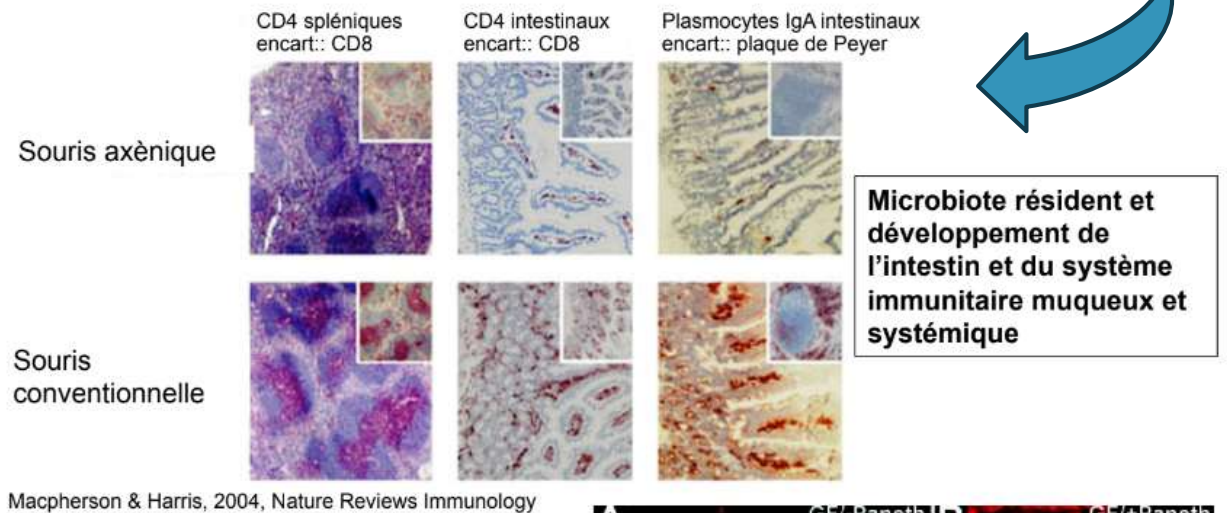 CD4 spléniques
encart:: CD8
CD4 intestinaux
encart:: CD8
Plasmocytes IgA intestinaux
encart:: plaque de Peyer
Souris axènique
Souris
conventionnelle
Microbiote résident et
développement de
l'intestin et du système
immunitaire muqueux et
systémique
Macpherson & Harris, 2004, Nature Reviews Immunology